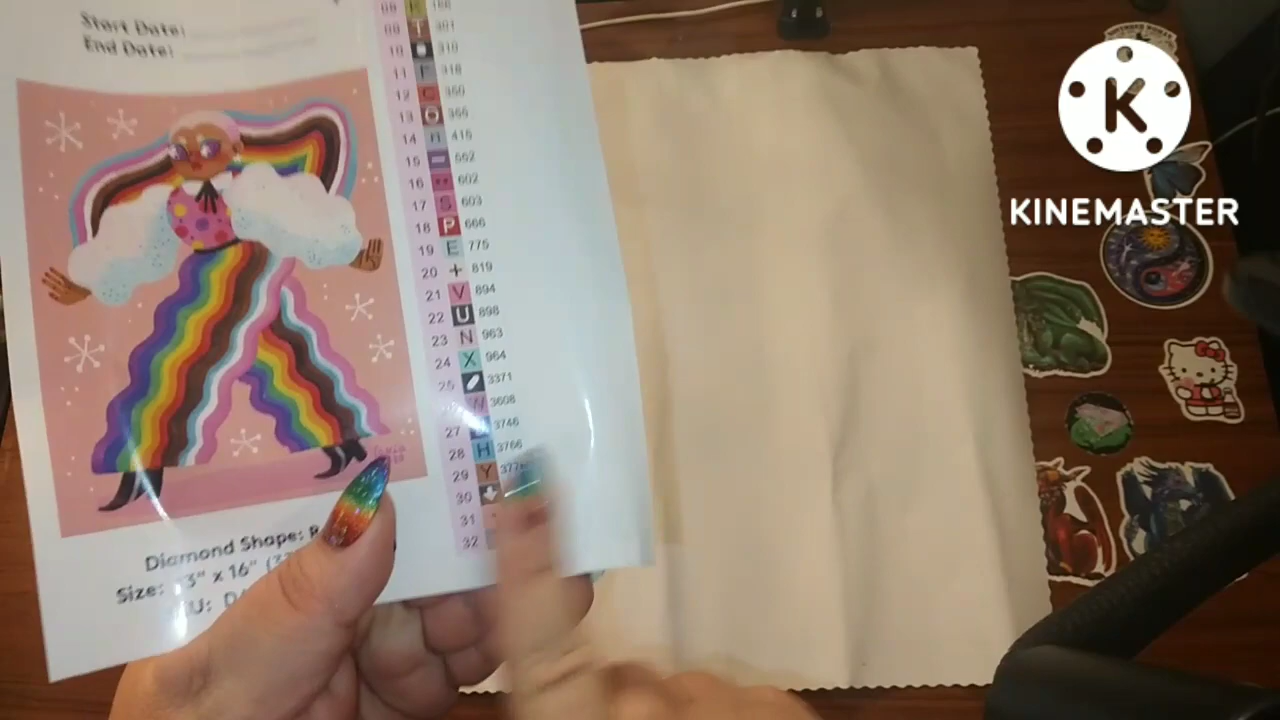 Start Date:
End Date:
09 T 301
10 310
11 318
12 350
13 355
14 415
15 552
16 602
17 S 603
18 P 666
19 E 775
20 + 819
21 V 894
22 U 898
23 N 963
24 X 964
25 3371
W 3608
27 3746
28 H 3766
29 Y
30
31
32
Diamond Shape:
Size:
K
KINEMASTER